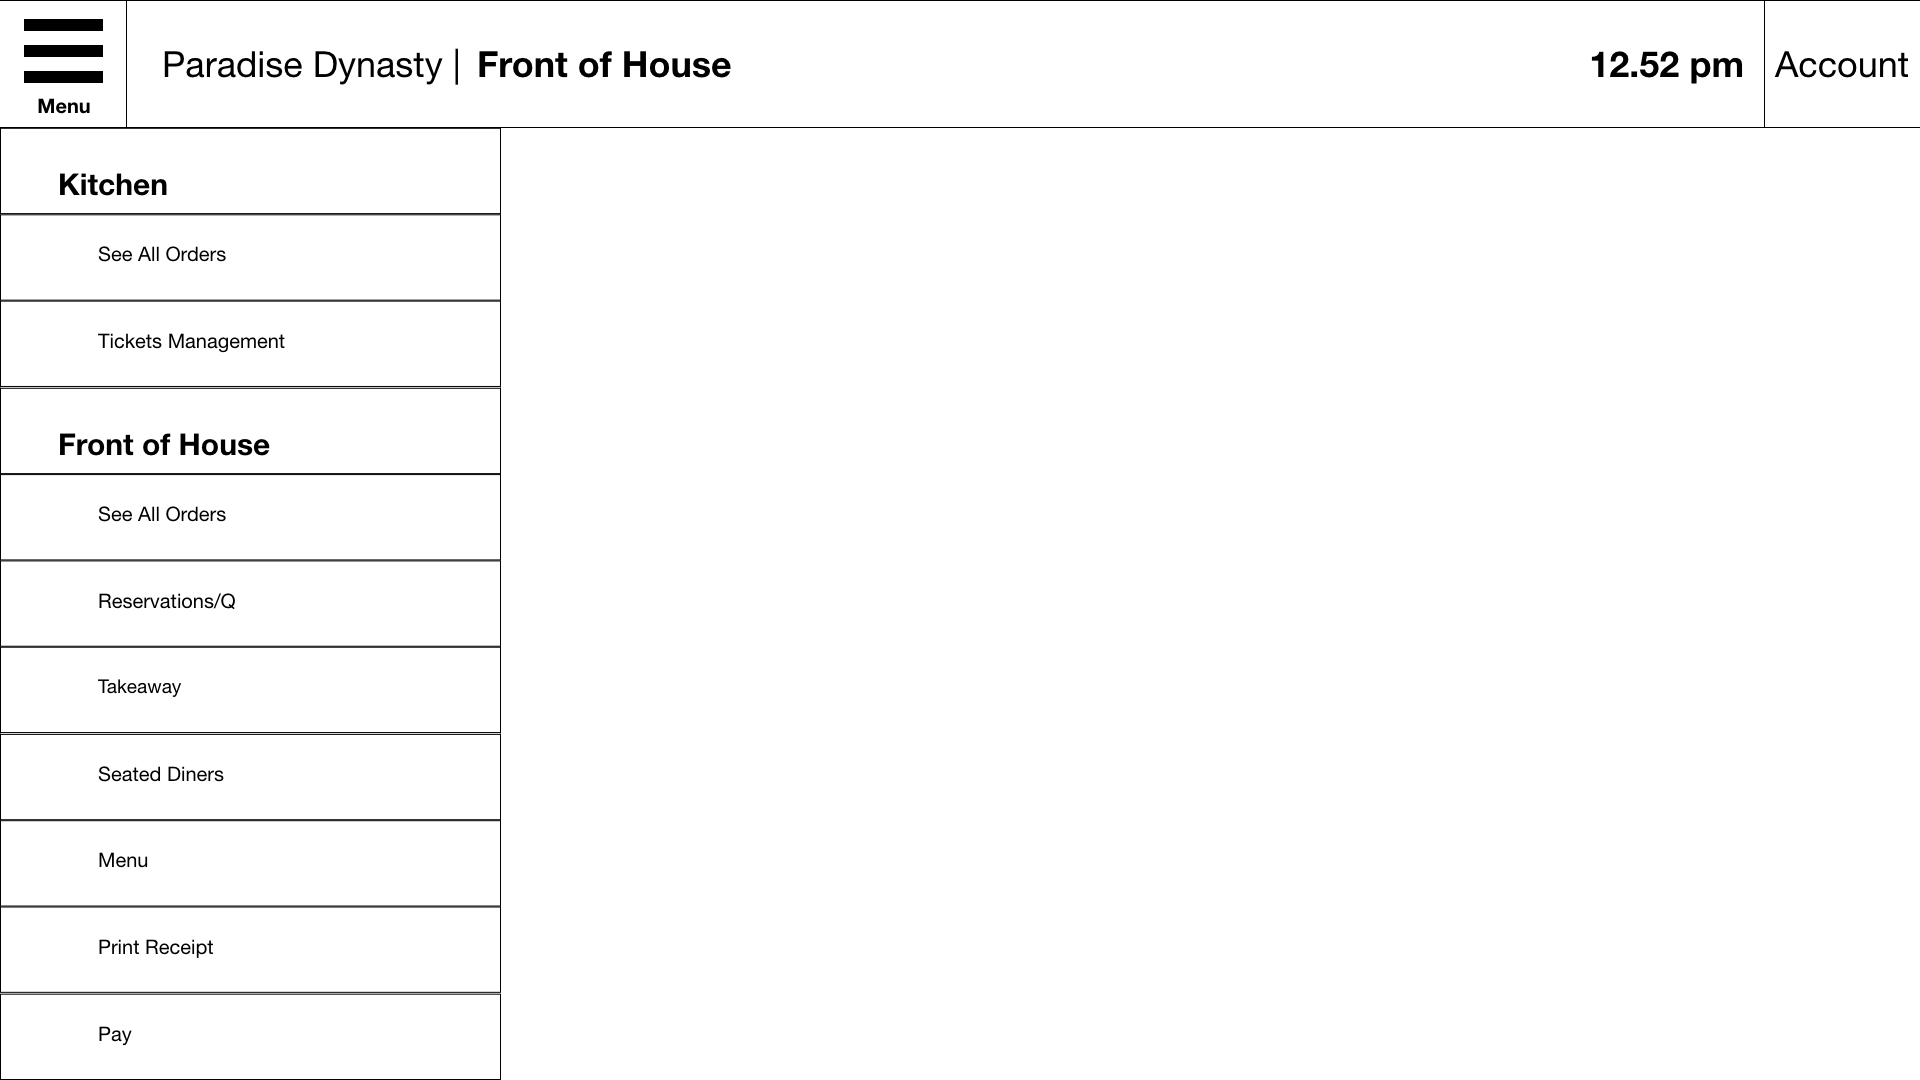 Menu
Paradise Dynasty | Front of House
12.52 pm
Account
Kitchen
See All Orders
Tickets Management
Front of House
See All Orders
Reservations/Q
Takeaway
Seated Diners
Menu
Print Receipt
Pay